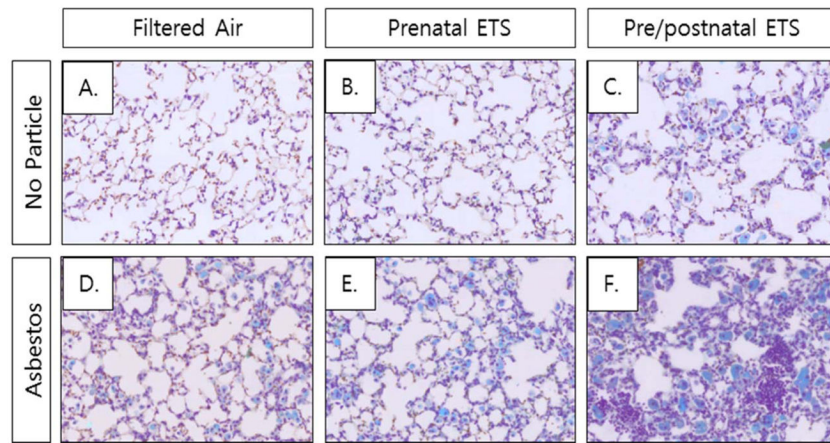 Filtered Air
Prenatal ETS
Pre/postnatal ETS
No Particle
A.
B.
C.
Asbestos
D.
E.
F.